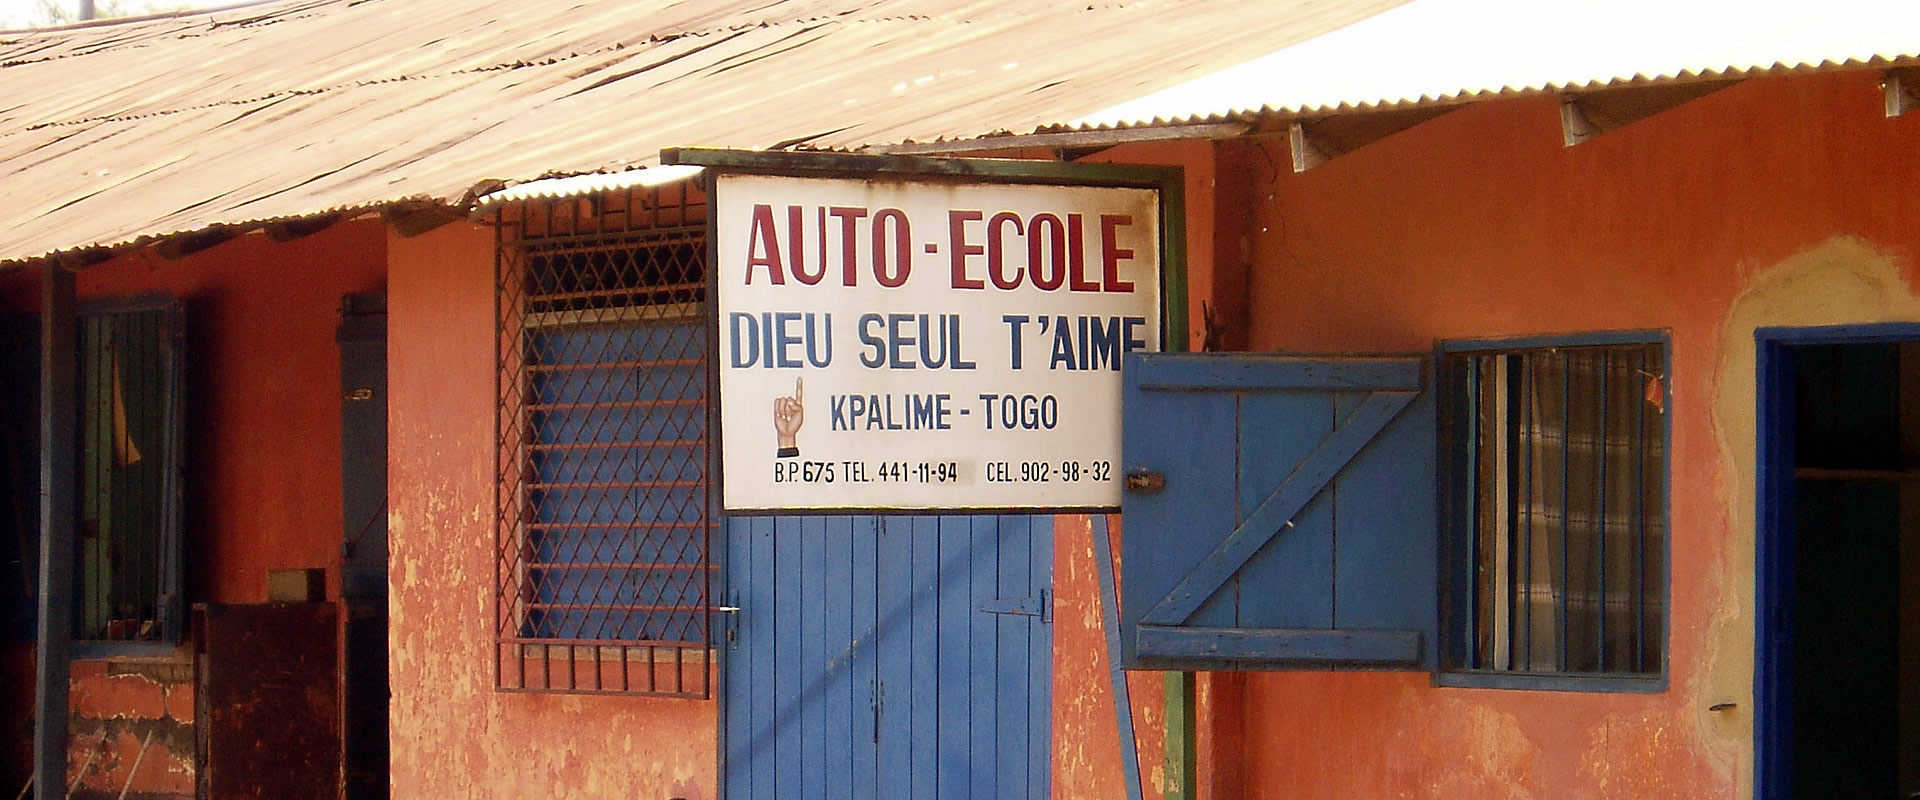 AUTO-ECOLE
DIEU SEUL T'AIME
KPALIME-TOGO
B.P. 675 TEL. 441-11-94 CEL. 902-98-32